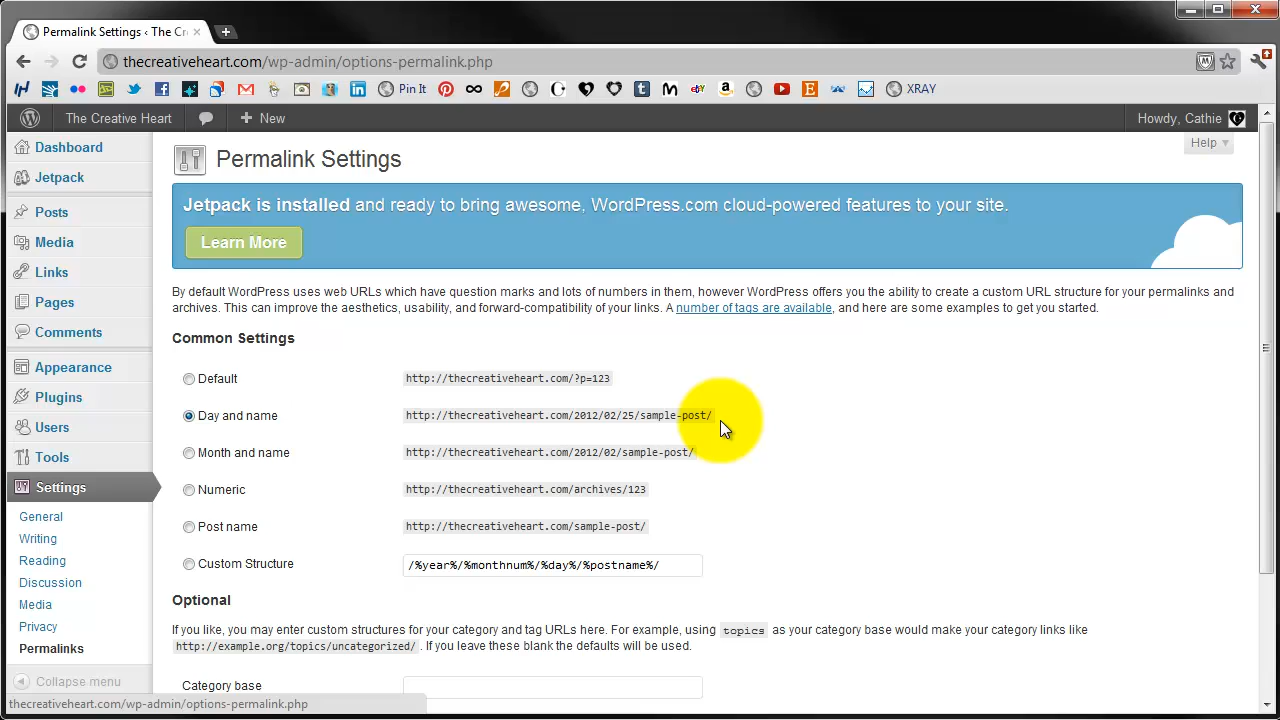 Permalink Settings ‹ The Cr
thecreativeheart.com/wp-admin/options-permalink.php
Pin It
XRAY
The Creative Heart
New
Howdy, Cathie
Help
Dashboard
Jetpack
Posts
Media
Links
Pages
Comments
Appearance
Plugins
Users
Tools
Settings
General
Writing
Reading
Discussion
Media
Privacy
Permalinks
Collapse menu
Permalink Settings
Jetpack is installed and ready to bring awesome, WordPress.com cloud-powered features to your site.
Learn More
By default WordPress uses web URLs which have question marks and lots of numbers in them, however WordPress offers you the ability to create a custom URL structure for your permalinks and
archives. This can improve the aesthetics, usability, and forward-compatibility of your links. A number of tags are available, and here are some examples to get you started.
Common Settings
Default http://thecreativeheart.com/?p=123
Day and name http://thecreativeheart.com/2012/02/25/sample-post/
Month and name http://thecreativeheart.com/2012/02/sample-post/
Numeric http://thecreativeheart.com/archives/123
Post name http://thecreativeheart.com/sample-post/
Custom Structure /%year%/%monthnum%/%day%/%postname%/
Optional
If you like, you may enter custom structures for your category and tag URLs here. For example, using topics as your category base would make your category links like
http://example.org/topics/uncategorized/ . If you leave these blank the defaults will be used.
Category base
thecreativeheart.com/wp-admin/options-permalink.php